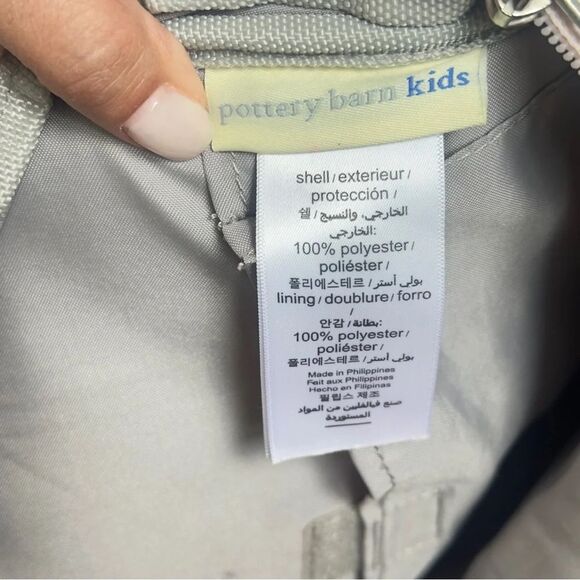 pottery barn kids
shell / exterieur /
protección /
쉘 / الخارجي، والنسيج
الخارجي:
100% polyester /
poliéster /
폴리에스테르 / بولي أستر /
lining / doublure / forro
/
안감 / بطانة:
100% polyester /
poliéster /
폴리에스테르 / بولي أستر /
Made in Philippines
Fait aux Philippines
Hecho en Filipinas
필립스 제조
صنع فيالفلبين من المواد
المستوردة